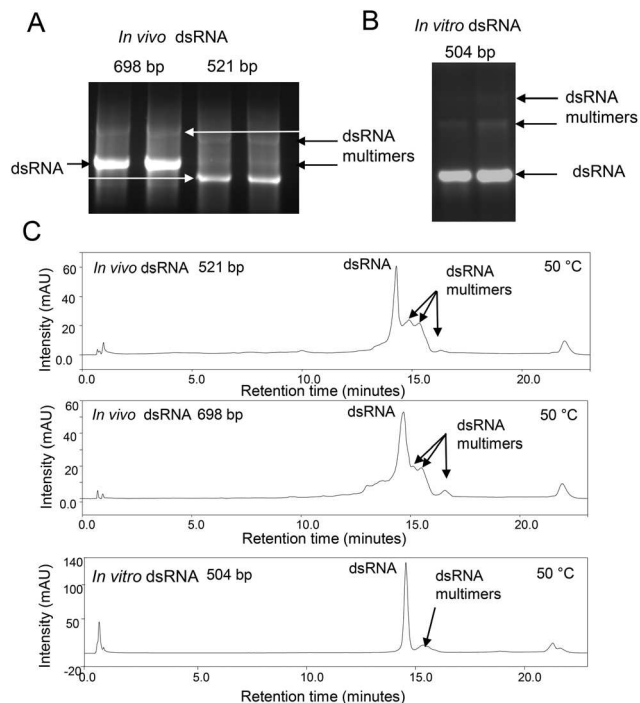 A
In vivo dsRNA
698 bp 521 bp
dsRNA
dsRNA
multimers
B
In vitro dsRNA
504 bp
dsRNA
multimers
dsRNA
C
In vivo dsRNA 521 bp
dsRNA
dsRNA
multimers
50 °C
Intensity (mAU)
60
40
20
0.0
0.0 5.0 10.0 15.0 20.0
Retention time (minutes)
In vivo dsRNA 698 bp
dsRNA
dsRNA
multimers
50 °C
Intensity (mAU)
60
40
20
0.0
0.0 5.0 10.0 15.0 20.0
Retention time (minutes)
In vitro dsRNA 504 bp
dsRNA
dsRNA
multimers
50 °C
Intensity (mAU)
140
100
50
-20
0.0 5.0 10.0 15.0 20.0
Retention time (minutes)